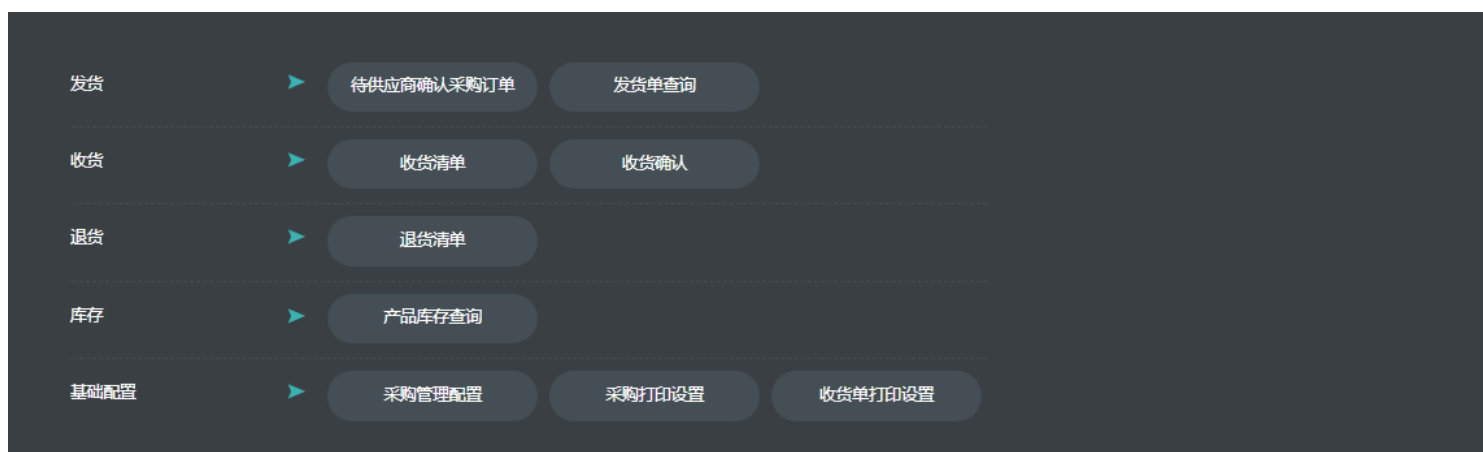 发货 待供应商确认采购订单 发货单查询
收货 收货清单 收货确认
退货 退货清单
库存 产品库存查询
基础配置 采购管理配置 采购打印设置 收货单打印设置